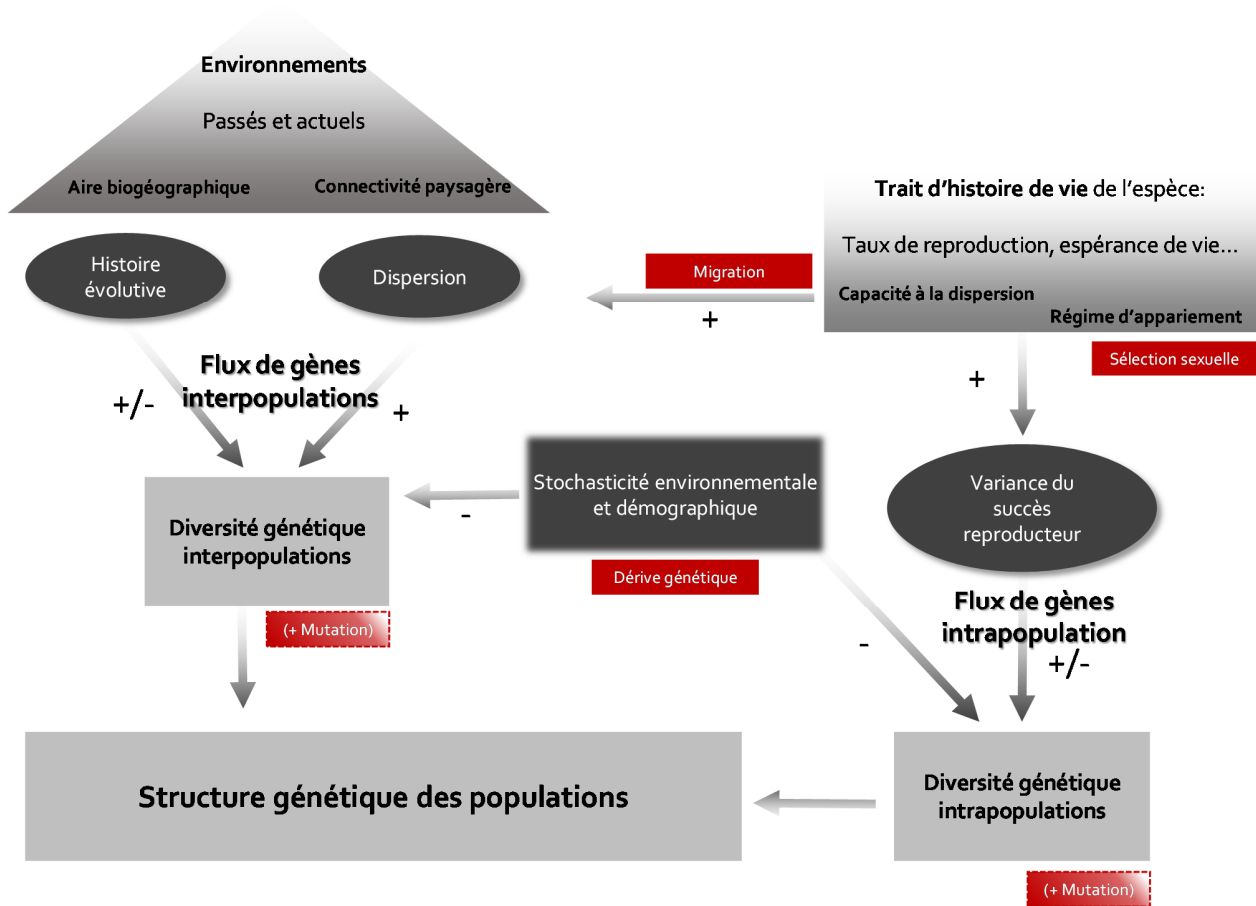 Environnements
Passés et actuels
Aire biogéographique
Connectivité paysagère
Trait d'histoire de vie de l'espèce:
Taux de reproduction, espérance de vie...
Capacité à la dispersion
Régime d'appariement
Histoire
évolutive
Dispersion
Migration
+
Sélection sexuelle
+
Flux de gènes
interpopulations
+/-
+
Stochasticité environnementale
et démographique
-
Dérive génétique
Variance du
succès
reproducteur
Diversité génétique
interpopulations
(+ Mutation)
Flux de gènes
intrapopulation
-
+/-
Structure génétique des populations
Diversité génétique
intrapopulations
(+ Mutation)